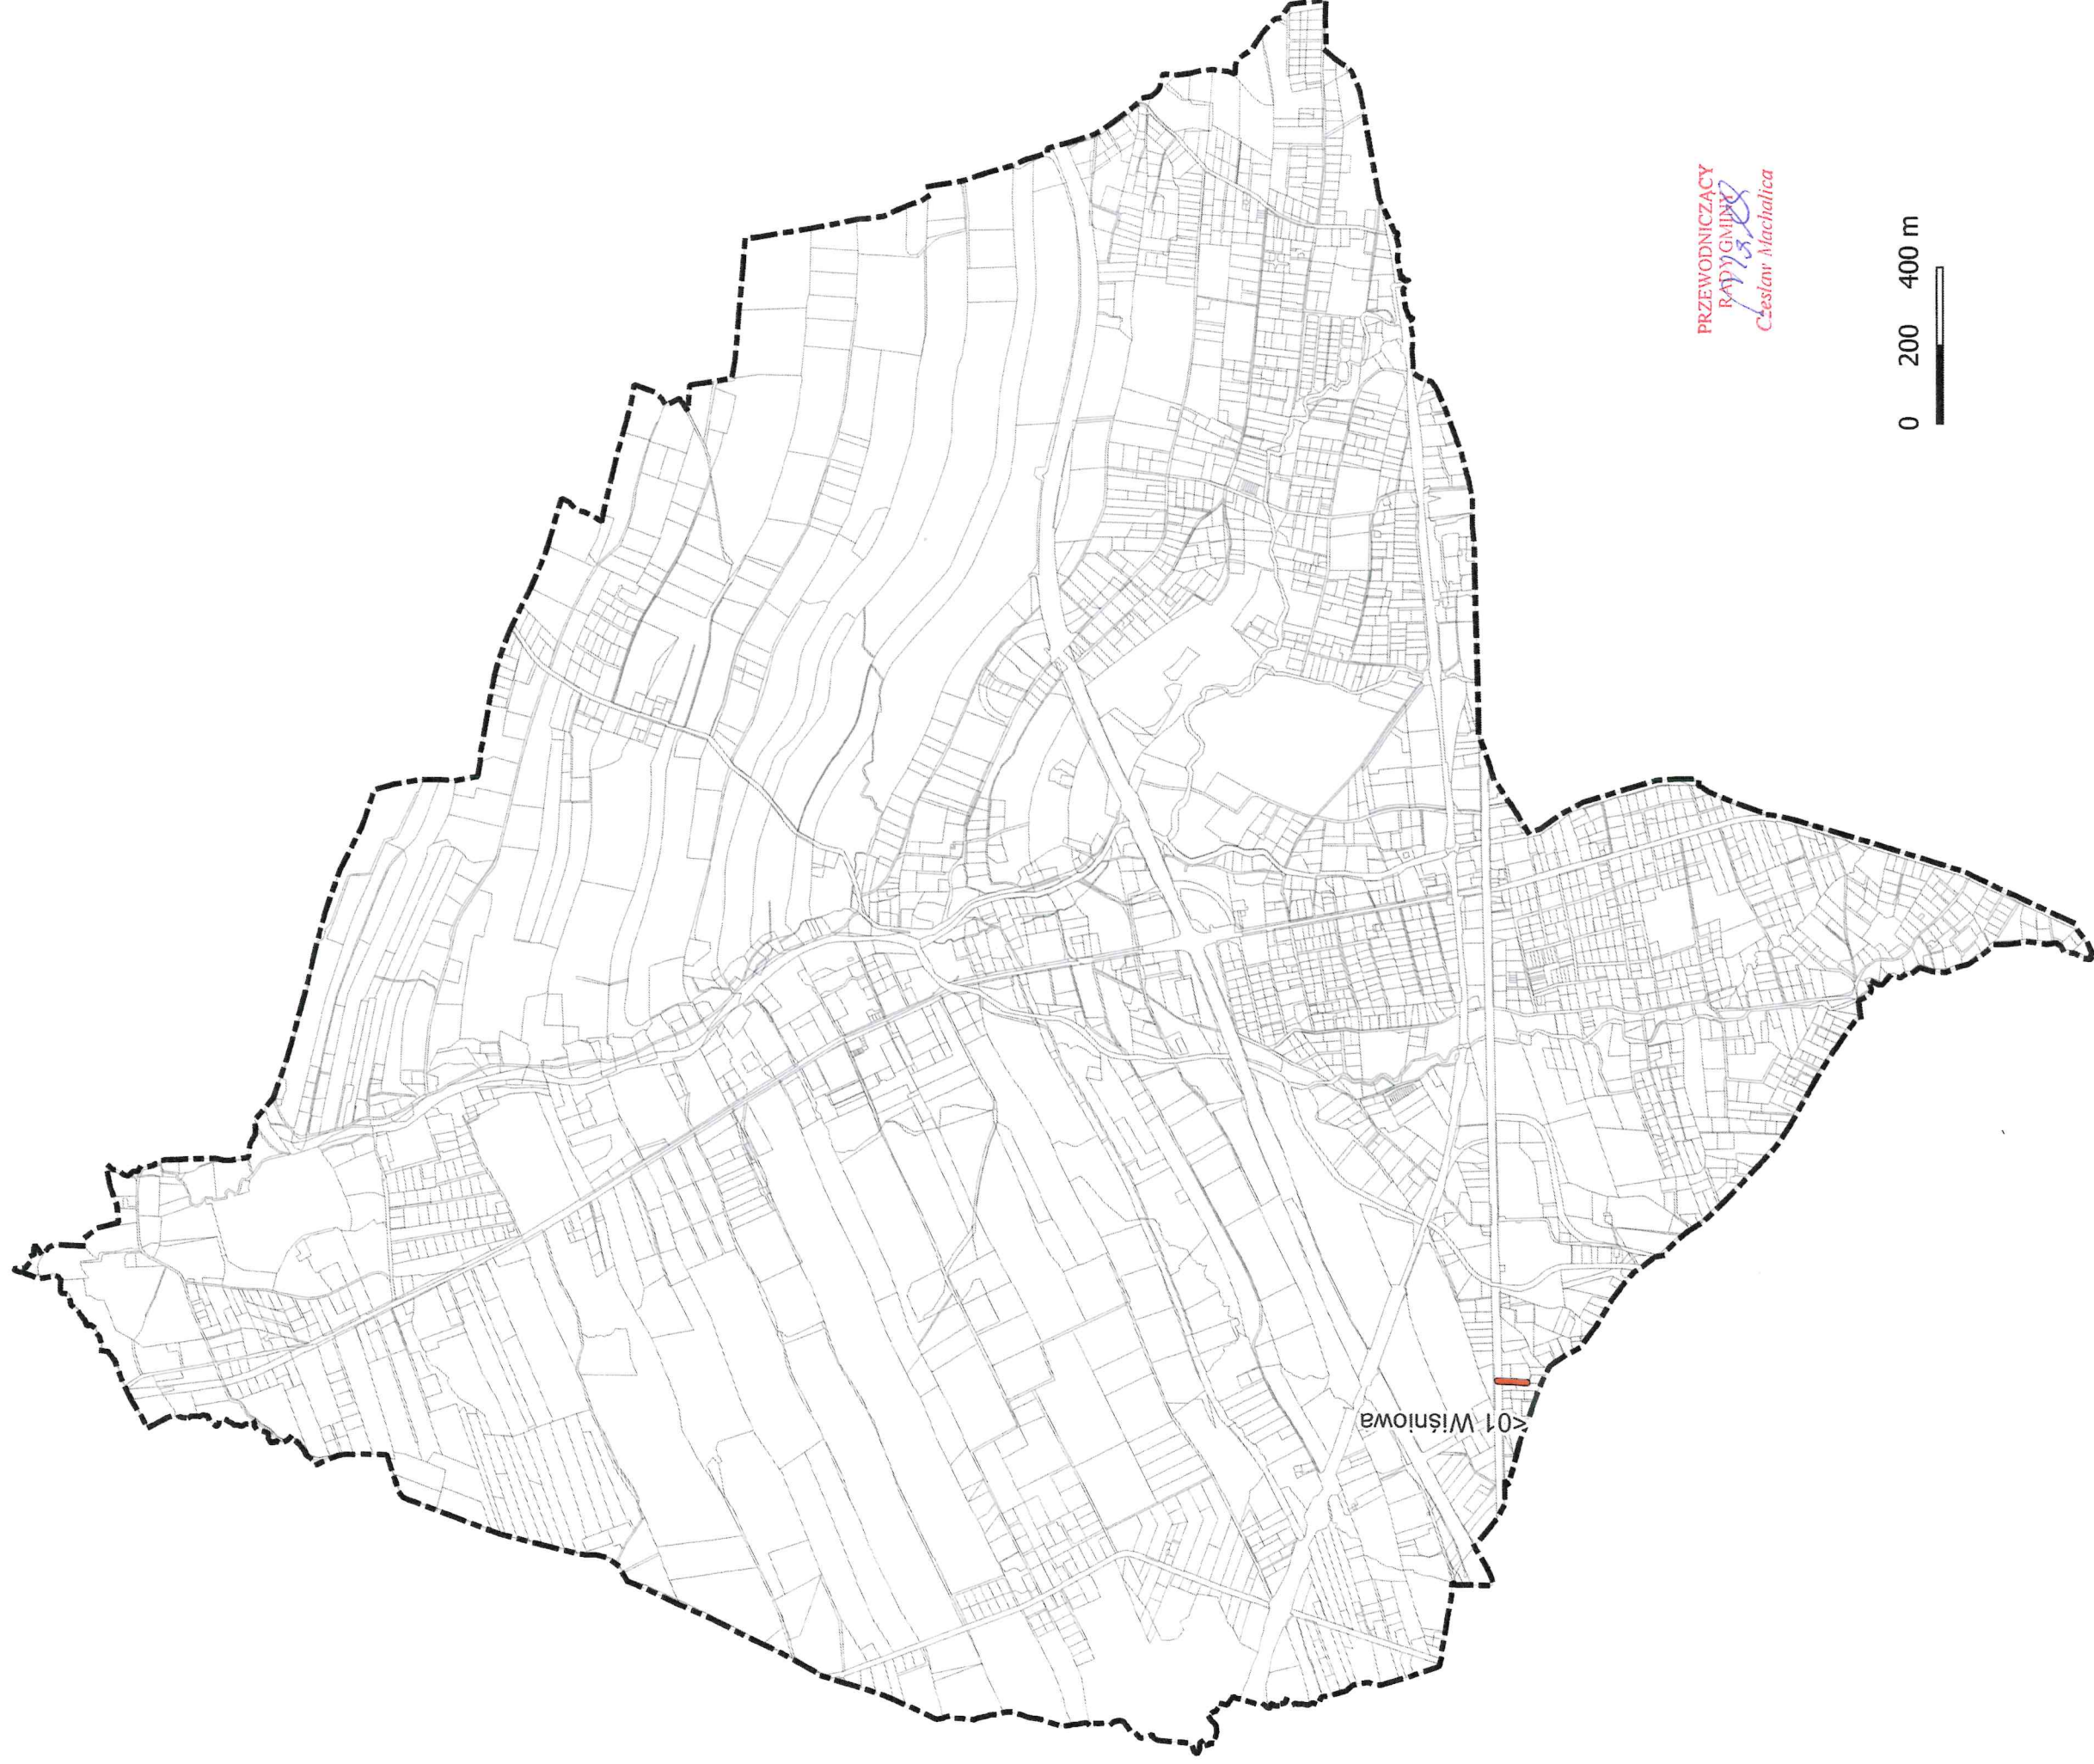 PRZEWODNICZĄCY
RADY GMINY
Czesław Machalica
0 200 400 m
<01 Wiśniowa